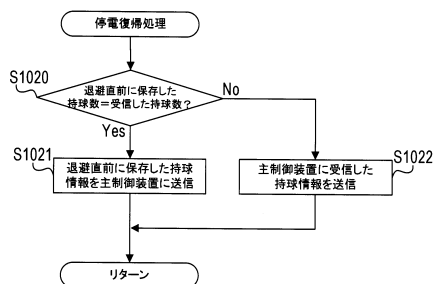 停電復帰処理
S1020
退避直前に保存した
持球数=受信した持球数?
No
Yes
S1021
退避直前に保存した持球
情報を主制御装置に送信
主制御装置に受信した
持球情報を送信
S1022
リターン